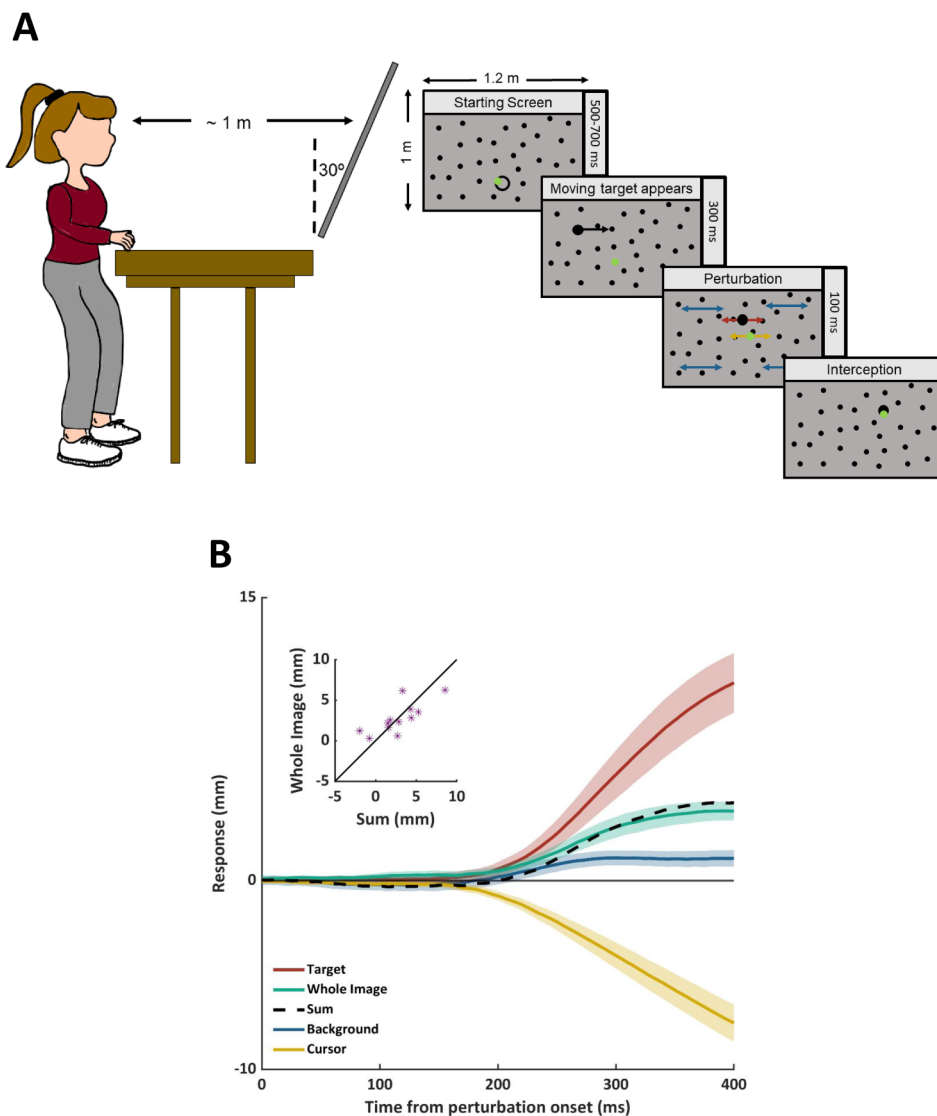 A
~ 1 m
30º
1.2 m
1 m
Starting Screen
500-700 ms
Moving target appears
300 ms
Perturbation
100 ms
Interception
B
15
Response (mm)
0
-10
Whole Image (mm)
10
5
0
-5
-5 0 5 10
Sum (mm)
Target
Whole Image
Sum
Background
Cursor
0 100 200 300 400
Time from perturbation onset (ms)